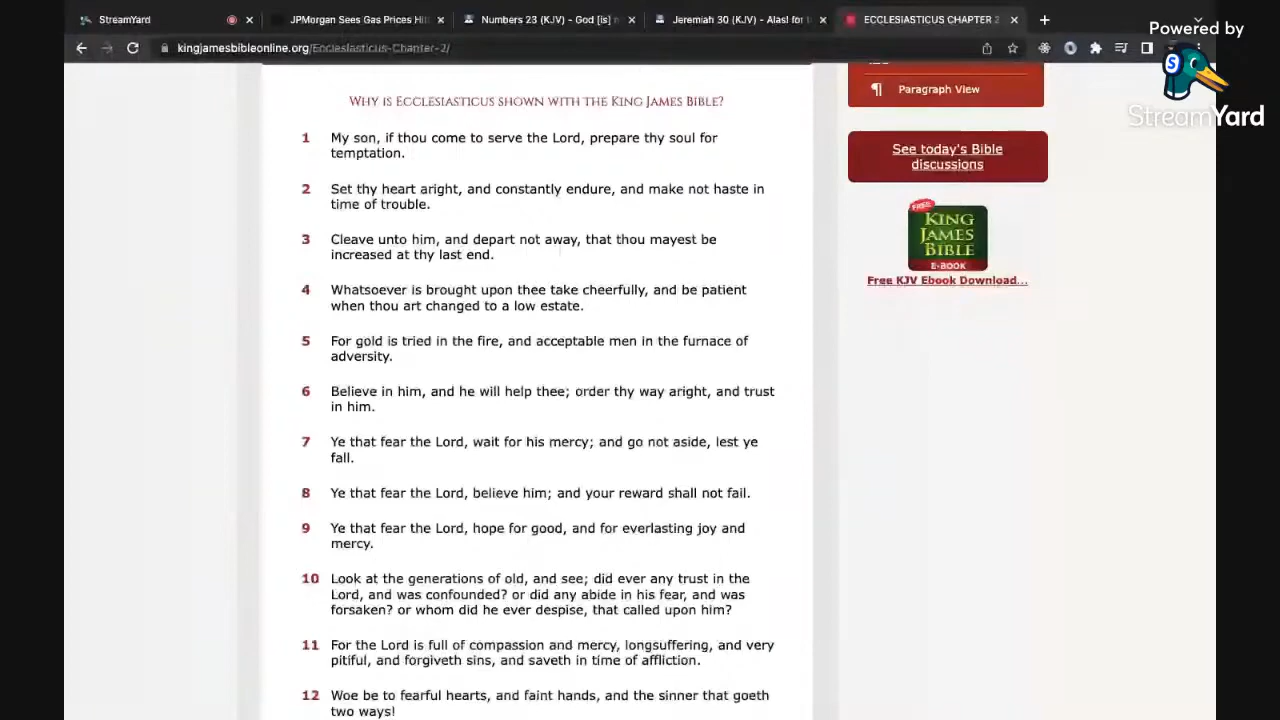 StreamYard
JPMorgan Sees Gas Prices Hit
Numbers 23 (KJV) - God [is] n
Jeremiah 30 (KJV) - Alas! for t
ECCLESIASTICUS CHAPTER 2
kingjamesbibleonline.org/Ecclesiasticus-Chapter-2/
Powered by
S
StreamYard
Why is Ecclesiasticus shown with the King James Bible?
1 My son, if thou come to serve the Lord, prepare thy soul for
temptation.
2 Set thy heart aright, and constantly endure, and make not haste in
time of trouble.
3 Cleave unto him, and depart not away, that thou mayest be
increased at thy last end.
4 Whatsoever is brought upon thee take cheerfully, and be patient
when thou art changed to a low estate.
5 For gold is tried in the fire, and acceptable men in the furnace of
adversity.
6 Believe in him, and he will help thee; order thy way aright, and trust
in him.
7 Ye that fear the Lord, wait for his mercy; and go not aside, lest ye
fall.
8 Ye that fear the Lord, believe him; and your reward shall not fail.
9 Ye that fear the Lord, hope for good, and for everlasting joy and
mercy.
10 Look at the generations of old, and see; did ever any trust in the
Lord, and was confounded? or did any abide in his fear, and was
forsaken? or whom did he ever despise, that called upon him?
11 For the Lord is full of compassion and mercy, longsuffering, and very
pitiful, and forgiveth sins, and saveth in time of affliction.
12 Woe be to fearful hearts, and faint hands, and the sinner that goeth
two ways!
¶ Paragraph View
See today's Bible
discussions
FREE
KING
JAMES
BIBLE
E-BOOK
Free KJV Ebook Download...